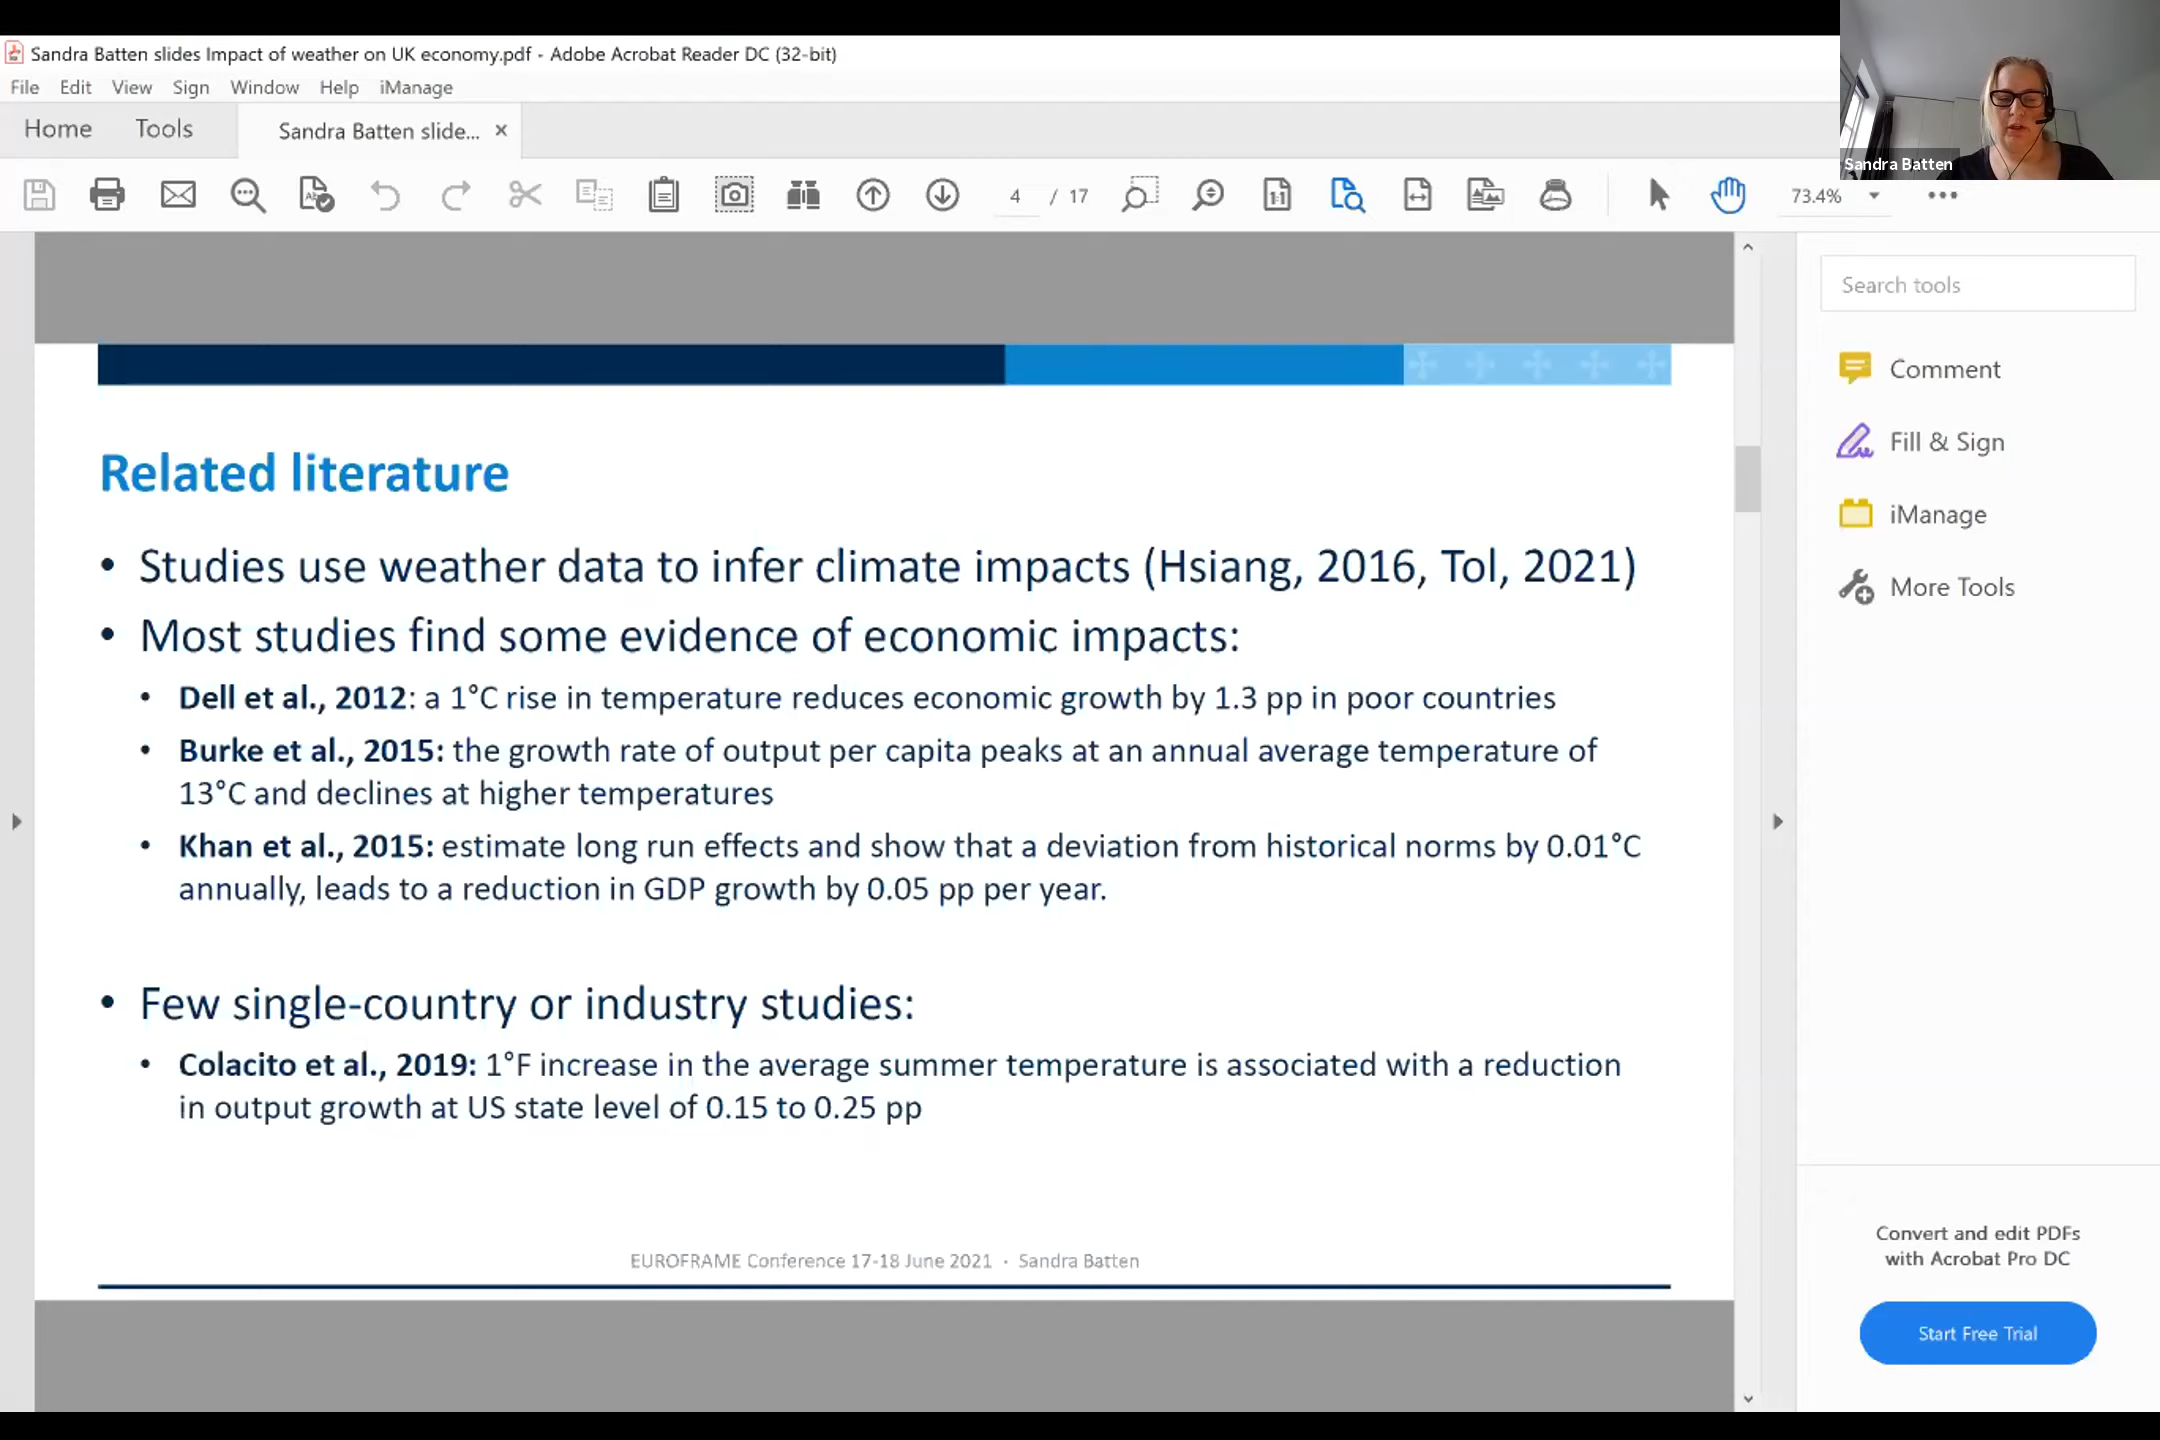 Sandra Batten slides Impact of weather on UK economy.pdf - Adobe Acrobat Reader DC (32-bit)
File Edit View Sign Window Help iManage
Home Tools Sandra Batten slide... ×
Sandra Batten
4 / 17 73.4%
Search tools
Comment
Fill & Sign
iManage
More Tools
Related literature
• Studies use weather data to infer climate impacts (Hsiang, 2016, Tol, 2021)
• Most studies find some evidence of economic impacts:
• Dell et al., 2012: a 1°C rise in temperature reduces economic growth by 1.3 pp in poor countries
• Burke et al., 2015: the growth rate of output per capita peaks at an annual average temperature of
13°C and declines at higher temperatures
• Khan et al., 2015: estimate long run effects and show that a deviation from historical norms by 0.01°C
annually, leads to a reduction in GDP growth by 0.05 pp per year.
• Few single-country or industry studies:
• Colacito et al., 2019: 1°F increase in the average summer temperature is associated with a reduction
in output growth at US state level of 0.15 to 0.25 pp
EUROFRAME Conference 17-18 June 2021 · Sandra Batten
Convert and edit PDFs
with Acrobat Pro DC
Start Free Trial